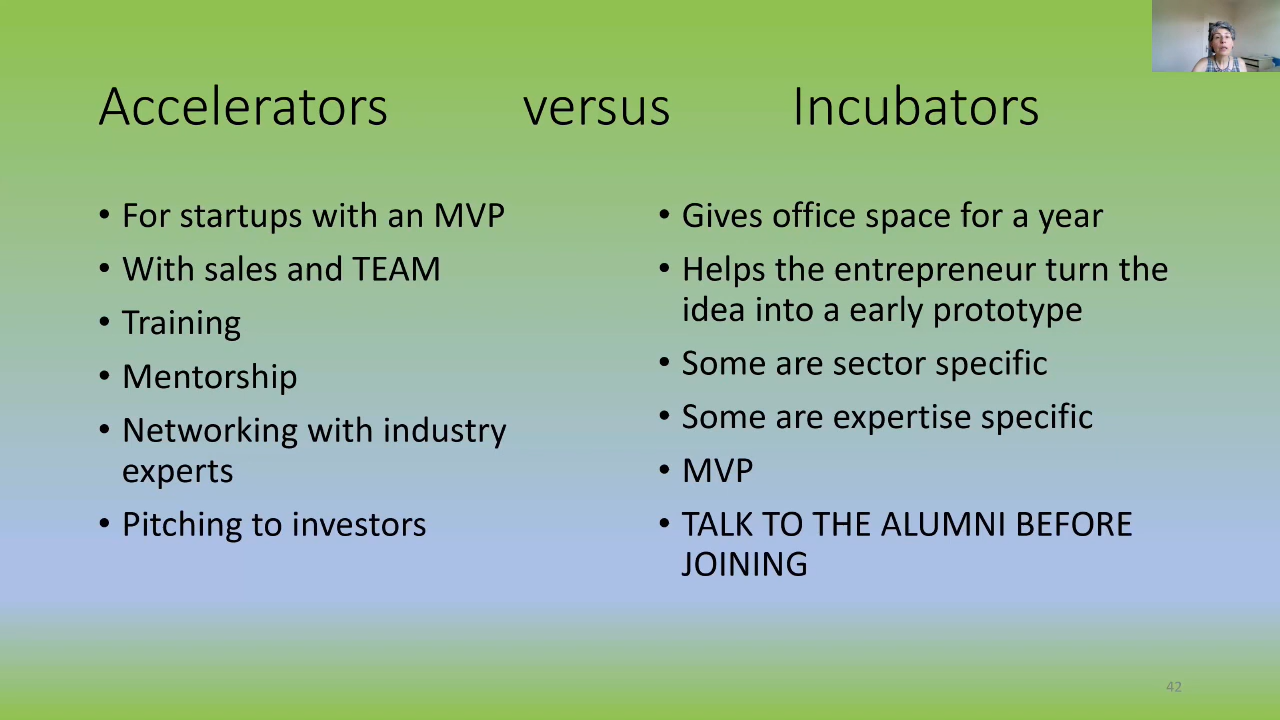 Accelerators versus Incubators
• For startups with an MVP
• With sales and TEAM
• Training
• Mentorship
• Networking with industry
experts
• Pitching to investors
• Gives office space for a year
• Helps the entrepreneur turn the
idea into a early prototype
• Some are sector specific
• Some are expertise specific
• MVP
• TALK TO THE ALUMNI BEFORE
JOINING
42